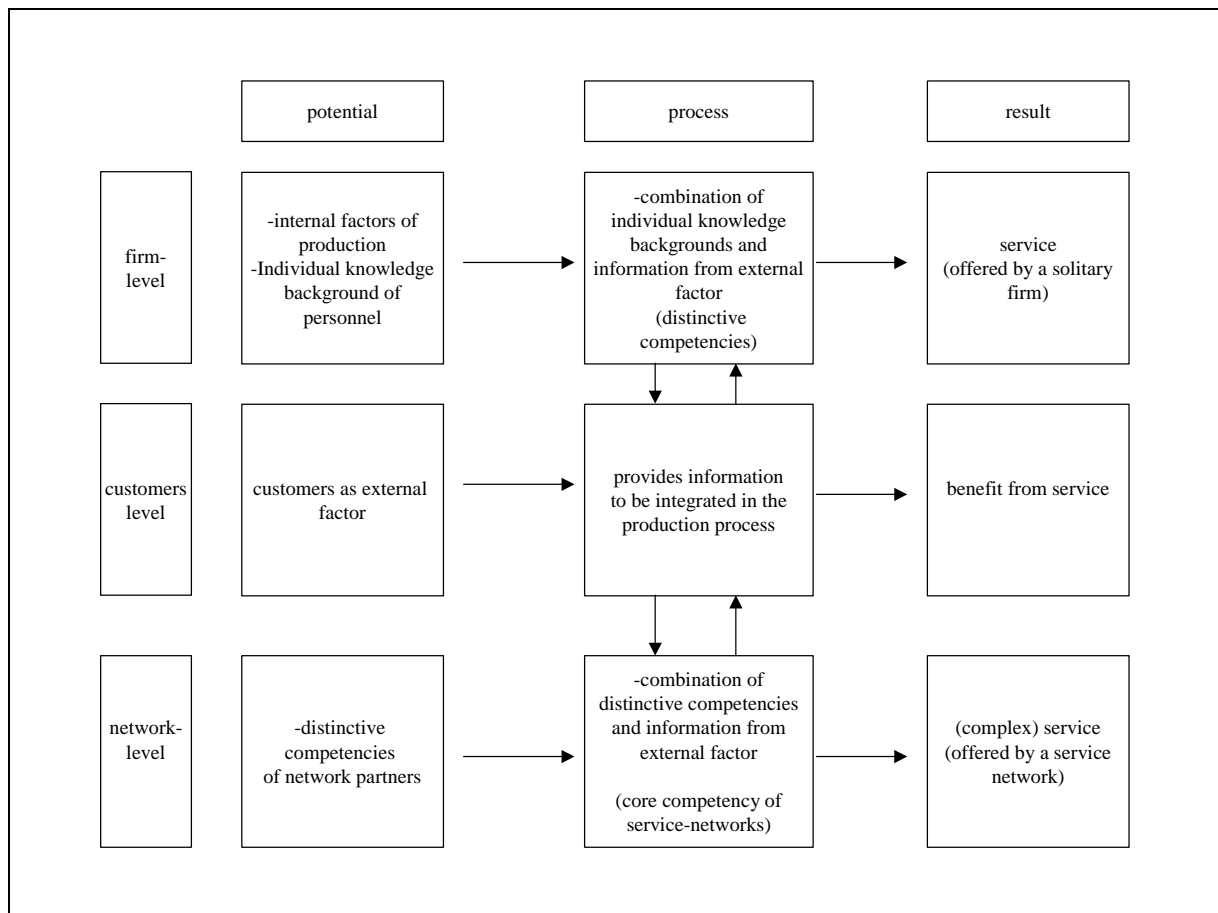 potential
process
result
firm-
level
-internal factors of
production
-Individual knowledge
background of
personnel
-combination of
individual knowledge
backgrounds and
information from external
factor
(distinctive
competencies)
service
(offered by a solitary
firm)
customers
level
customers as external
factor
provides information
to be integrated in the
production process
benefit from service
network-
level
-distinctive
competencies
of network partners
-combination of
distinctive competencies
and information from
external factor
(core competency of
service-networks)
(complex) service
(offered by a service
network)